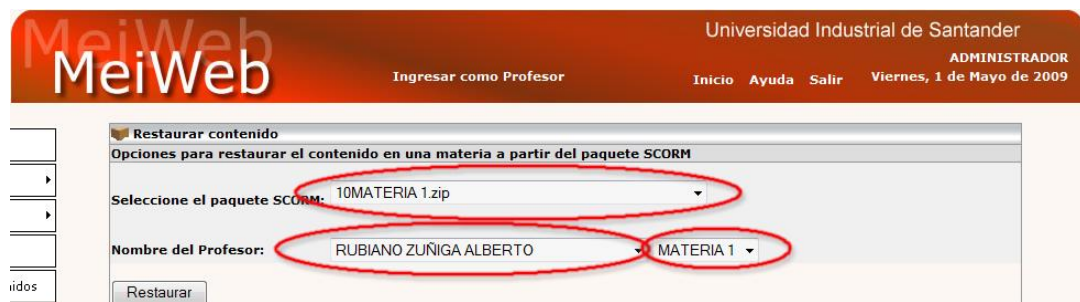 MeiWeb
MeiWeb
Universidad Industrial de Santander
ADMINISTRADOR
Ingresar como Profesor
Inicio Ayuda Salir
Viernes, 1 de Mayo de 2009
Restaurar contenido
Opciones para restaurar el contenido en una materia a partir del paquete SCORM
Seleccione el paquete SCORM: 10MATERIA 1.zip
Nombre del Profesor: RUBIANO ZUÑIGA ALBERTO MATERIA 1
Restaurar